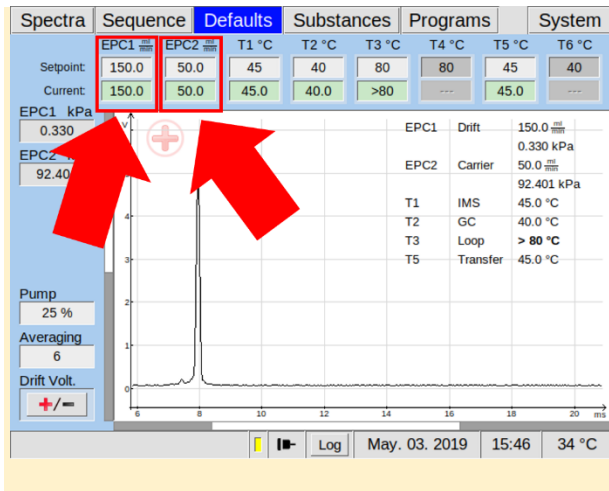 Spectra Sequence Defaults Substances Programs System
EPC1 ml/min EPC2 ml/min T1 °C T2 °C T3 °C T4 °C T5 °C T6 °C
Setpoint: 150.0 50.0 45 40 80 80 45 40
Current: 150.0 50.0 45.0 40.0 >80 --- 45.0 ---
EPC1 kPa
0.330
EPC2
92.40
V
EPC1 Drift 150.0 ml/min
0.330 kPa
EPC2 Carrier 50.0 ml/min
92.401 kPa
T1 IMS 45.0 °C
T2 GC 40.0 °C
T3 Loop > 80 °C
T5 Transfer 45.0 °C
4
3
2
1
0
6 8 10 12 14 16 18 20 ms
Pump
25 %
Averaging
6
Drift Volt.
+/-
Log May. 03. 2019 15:46 34 °C